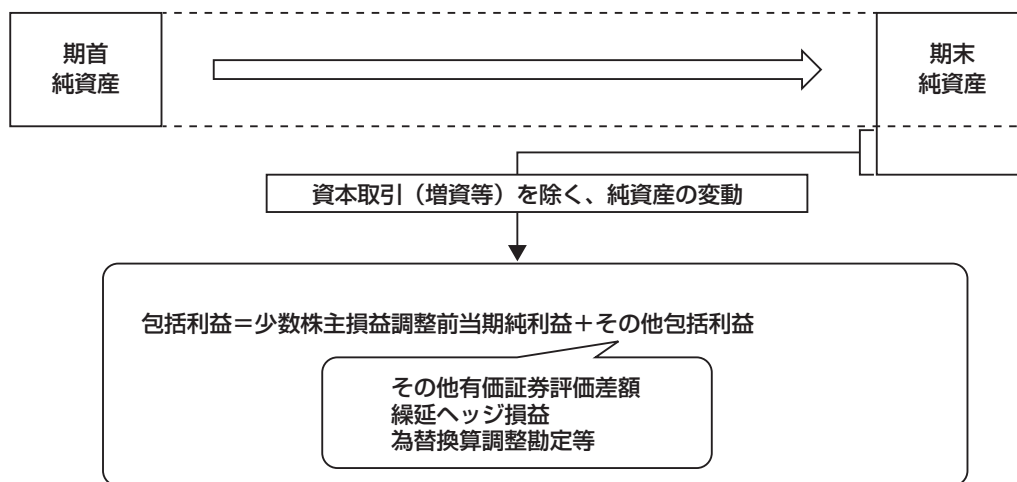 期首
純資産
期末
純資産
資本取引（増資等）を除く、純資産の変動
包括利益＝少数株主損益調整前当期純利益＋その他包括利益
その他有価証券評価差額
繰延ヘッジ損益
為替換算調整勘定等